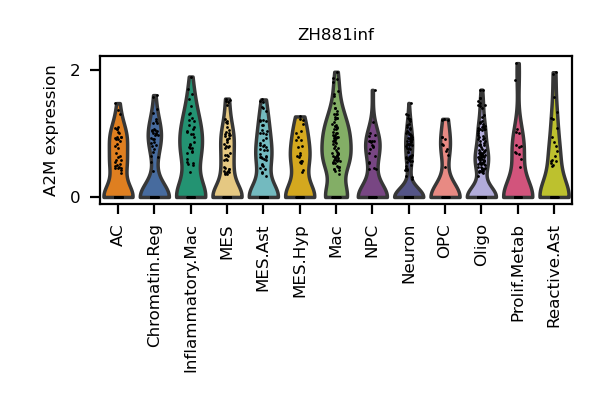 ZH881inf
A2M expression
2
0
AC
Chromatin.Reg
Inflammatory.Mac
MES
MES.Ast
MES.Hyp
Mac
NPC
Neuron
OPC
Oligo
Prolif.Metab
Reactive.Ast